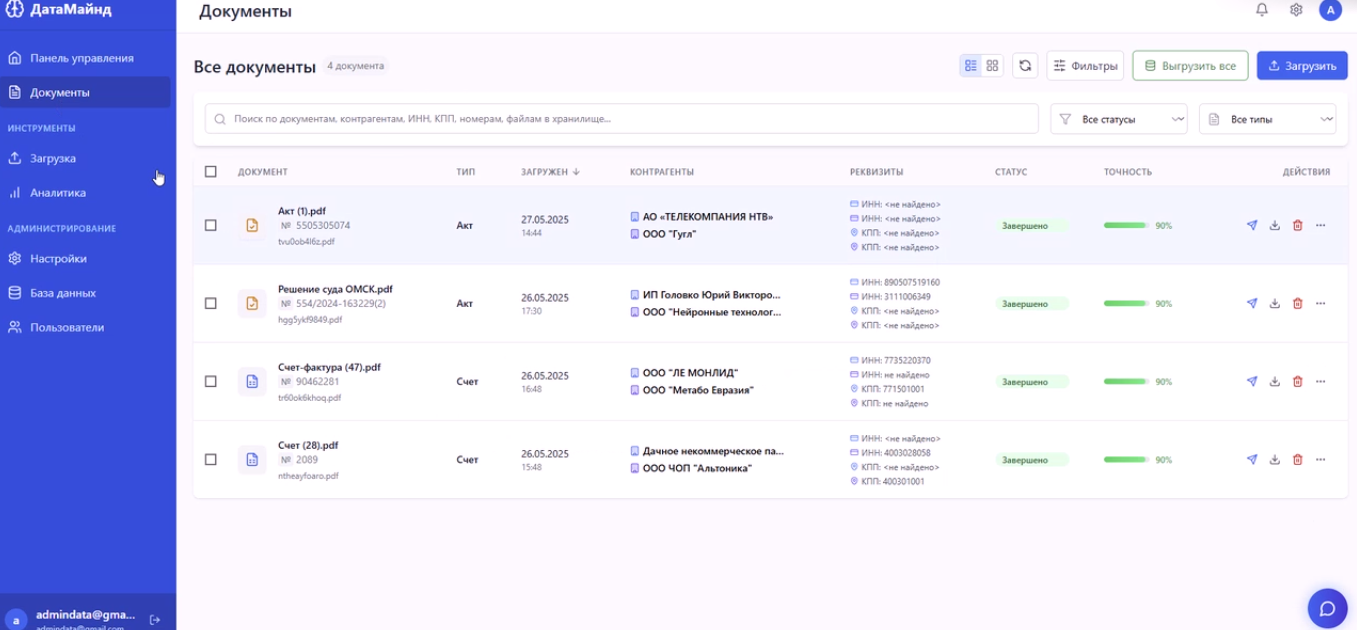 ДатаМайнд
Панель управления
Документы
ИНСТРУМЕНТЫ
Загрузка
Аналитика
АДМИНИСТРИРОВАНИЕ
Настройки
База данных
Пользователи
a
admindata@gma...
admindata@gmail.com
Документы
A
Все документы
4 документа
Фильтры
Выгрузить все
Загрузить
Поиск по документам, контрагентам, ИНН, КПП, номерам, файлам в хранилище...
Все статусы
Все типы
ДОКУМЕНТ ТИП ЗАГРУЖЕН ↓ КОНТРАГЕНТЫ РЕКВИЗИТЫ СТАТУС ТОЧНОСТЬ ДЕЙСТВИЯ
Акт (1).pdf
№ 5505305074
tvu0ob4l6z.pdf
Акт
27.05.2025
14:44
АО «ТЕЛЕКОМПАНИЯ НТВ»
ООО "Гугл"
ИНН: <не найдено>
ИНН: <не найдено>
КПП: <не найдено>
КПП: <не найдено>
Завершено
90%
Решение суда ОМСК.pdf
№ 554/2024-163229(2)
hgg5ykf9849.pdf
Акт
26.05.2025
17:30
ИП Головко Юрий Викторо...
ООО "Нейронные технолог...
ИНН: 890507519160
ИНН: 3111006349
КПП: <не найдено>
КПП: <не найдено>
Завершено
90%
Счет-фактура (47).pdf
№ 90462281
tr60ok6khoq.pdf
Счет
26.05.2025
16:48
ООО "ЛЕ МОНЛИД"
ООО "Метабо Евразия"
ИНН: 7735220370
ИНН: не найдено
КПП: 771501001
КПП: не найдено
Завершено
90%
Счет (28).pdf
№ 2089
ntheayfoaro.pdf
Счет
26.05.2025
15:48
Дачное некоммерческое па...
ООО ЧОП "Альтоника"
ИНН: <не найдено>
ИНН: 4003028058
КПП: <не найдено>
КПП: 400301001
Завершено
90%